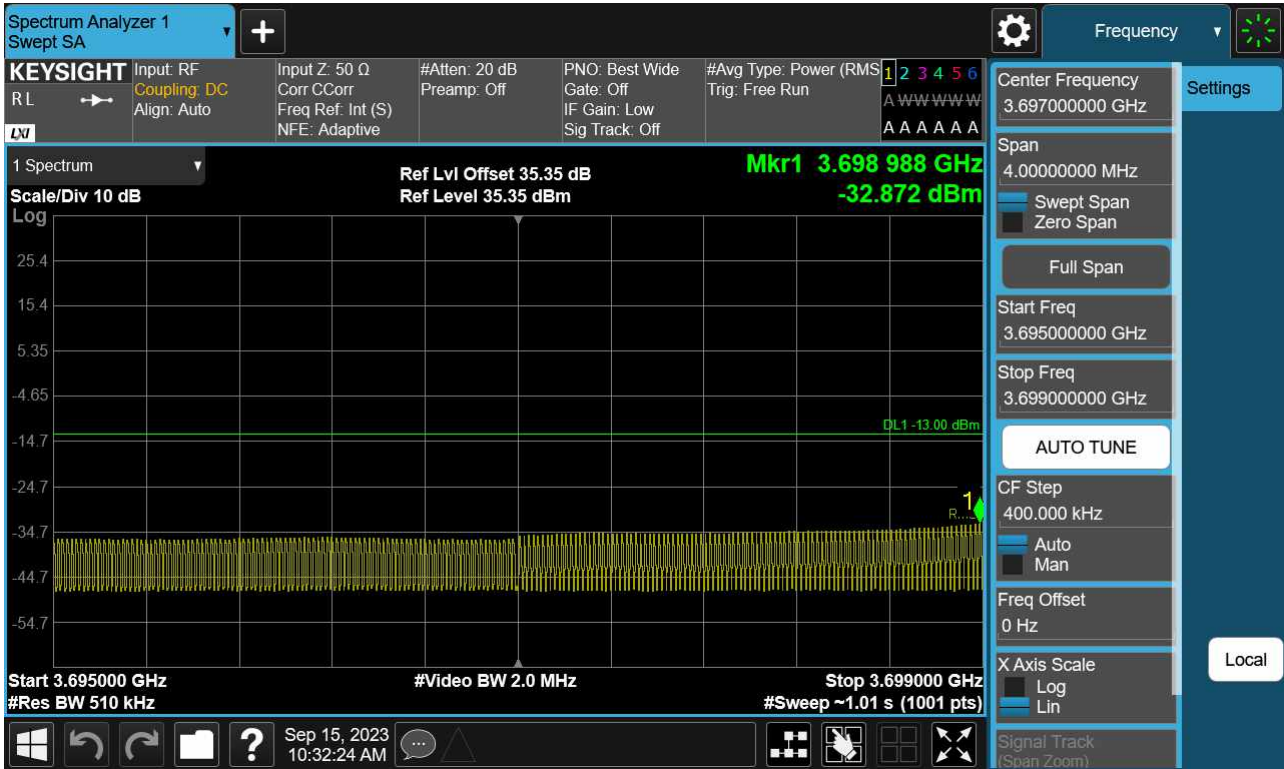 Spectrum Analyzer 1
Swept SA
+
Frequency
KEYSIGHT
R L
LXI
Input: RF
Coupling: DC
Align: Auto
Input Z: 50 Ω
Corr CCorr
Freq Ref: Int (S)
NFE: Adaptive
#Atten: 20 dB
Preamp: Off
PNO: Best Wide
Gate: Off
IF Gain: Low
Sig Track: Off
#Avg Type: Power (RMS
Trig: Free Run
1 2 3 4 5 6
A W W W W W
A A A A A A
1 Spectrum
Scale/Div 10 dB
Log
Ref Lvl Offset 35.35 dB
Ref Level 35.35 dBm
Mkr1 3.698 988 GHz
-32.872 dBm
25.4
15.4
5.35
-4.65
-14.7
-24.7
-34.7
-44.7
-54.7
DL1 -13.00 dBm
1
Start 3.695000 GHz
#Res BW 510 kHz
#Video BW 2.0 MHz
Stop 3.699000 GHz
#Sweep ~1.01 s (1001 pts)
Center Frequency
3.697000000 GHz
Span
4.00000000 MHz
Swept Span
Zero Span
Full Span
Start Freq
3.695000000 GHz
Stop Freq
3.699000000 GHz
AUTO TUNE
CF Step
400.000 kHz
Auto
Man
Freq Offset
0 Hz
X Axis Scale
Log
Lin
Signal Track
(Span Zoom)
Settings
Local
?
Sep 15, 2023
10:32:24 AM